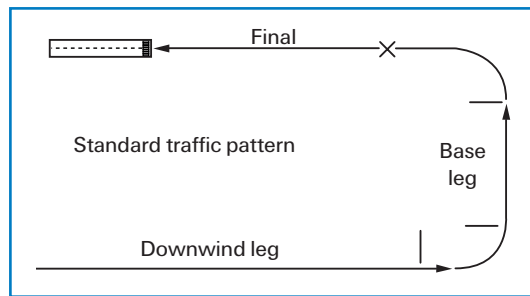 Final
Standard traffic pattern
Base
leg
Downwind leg